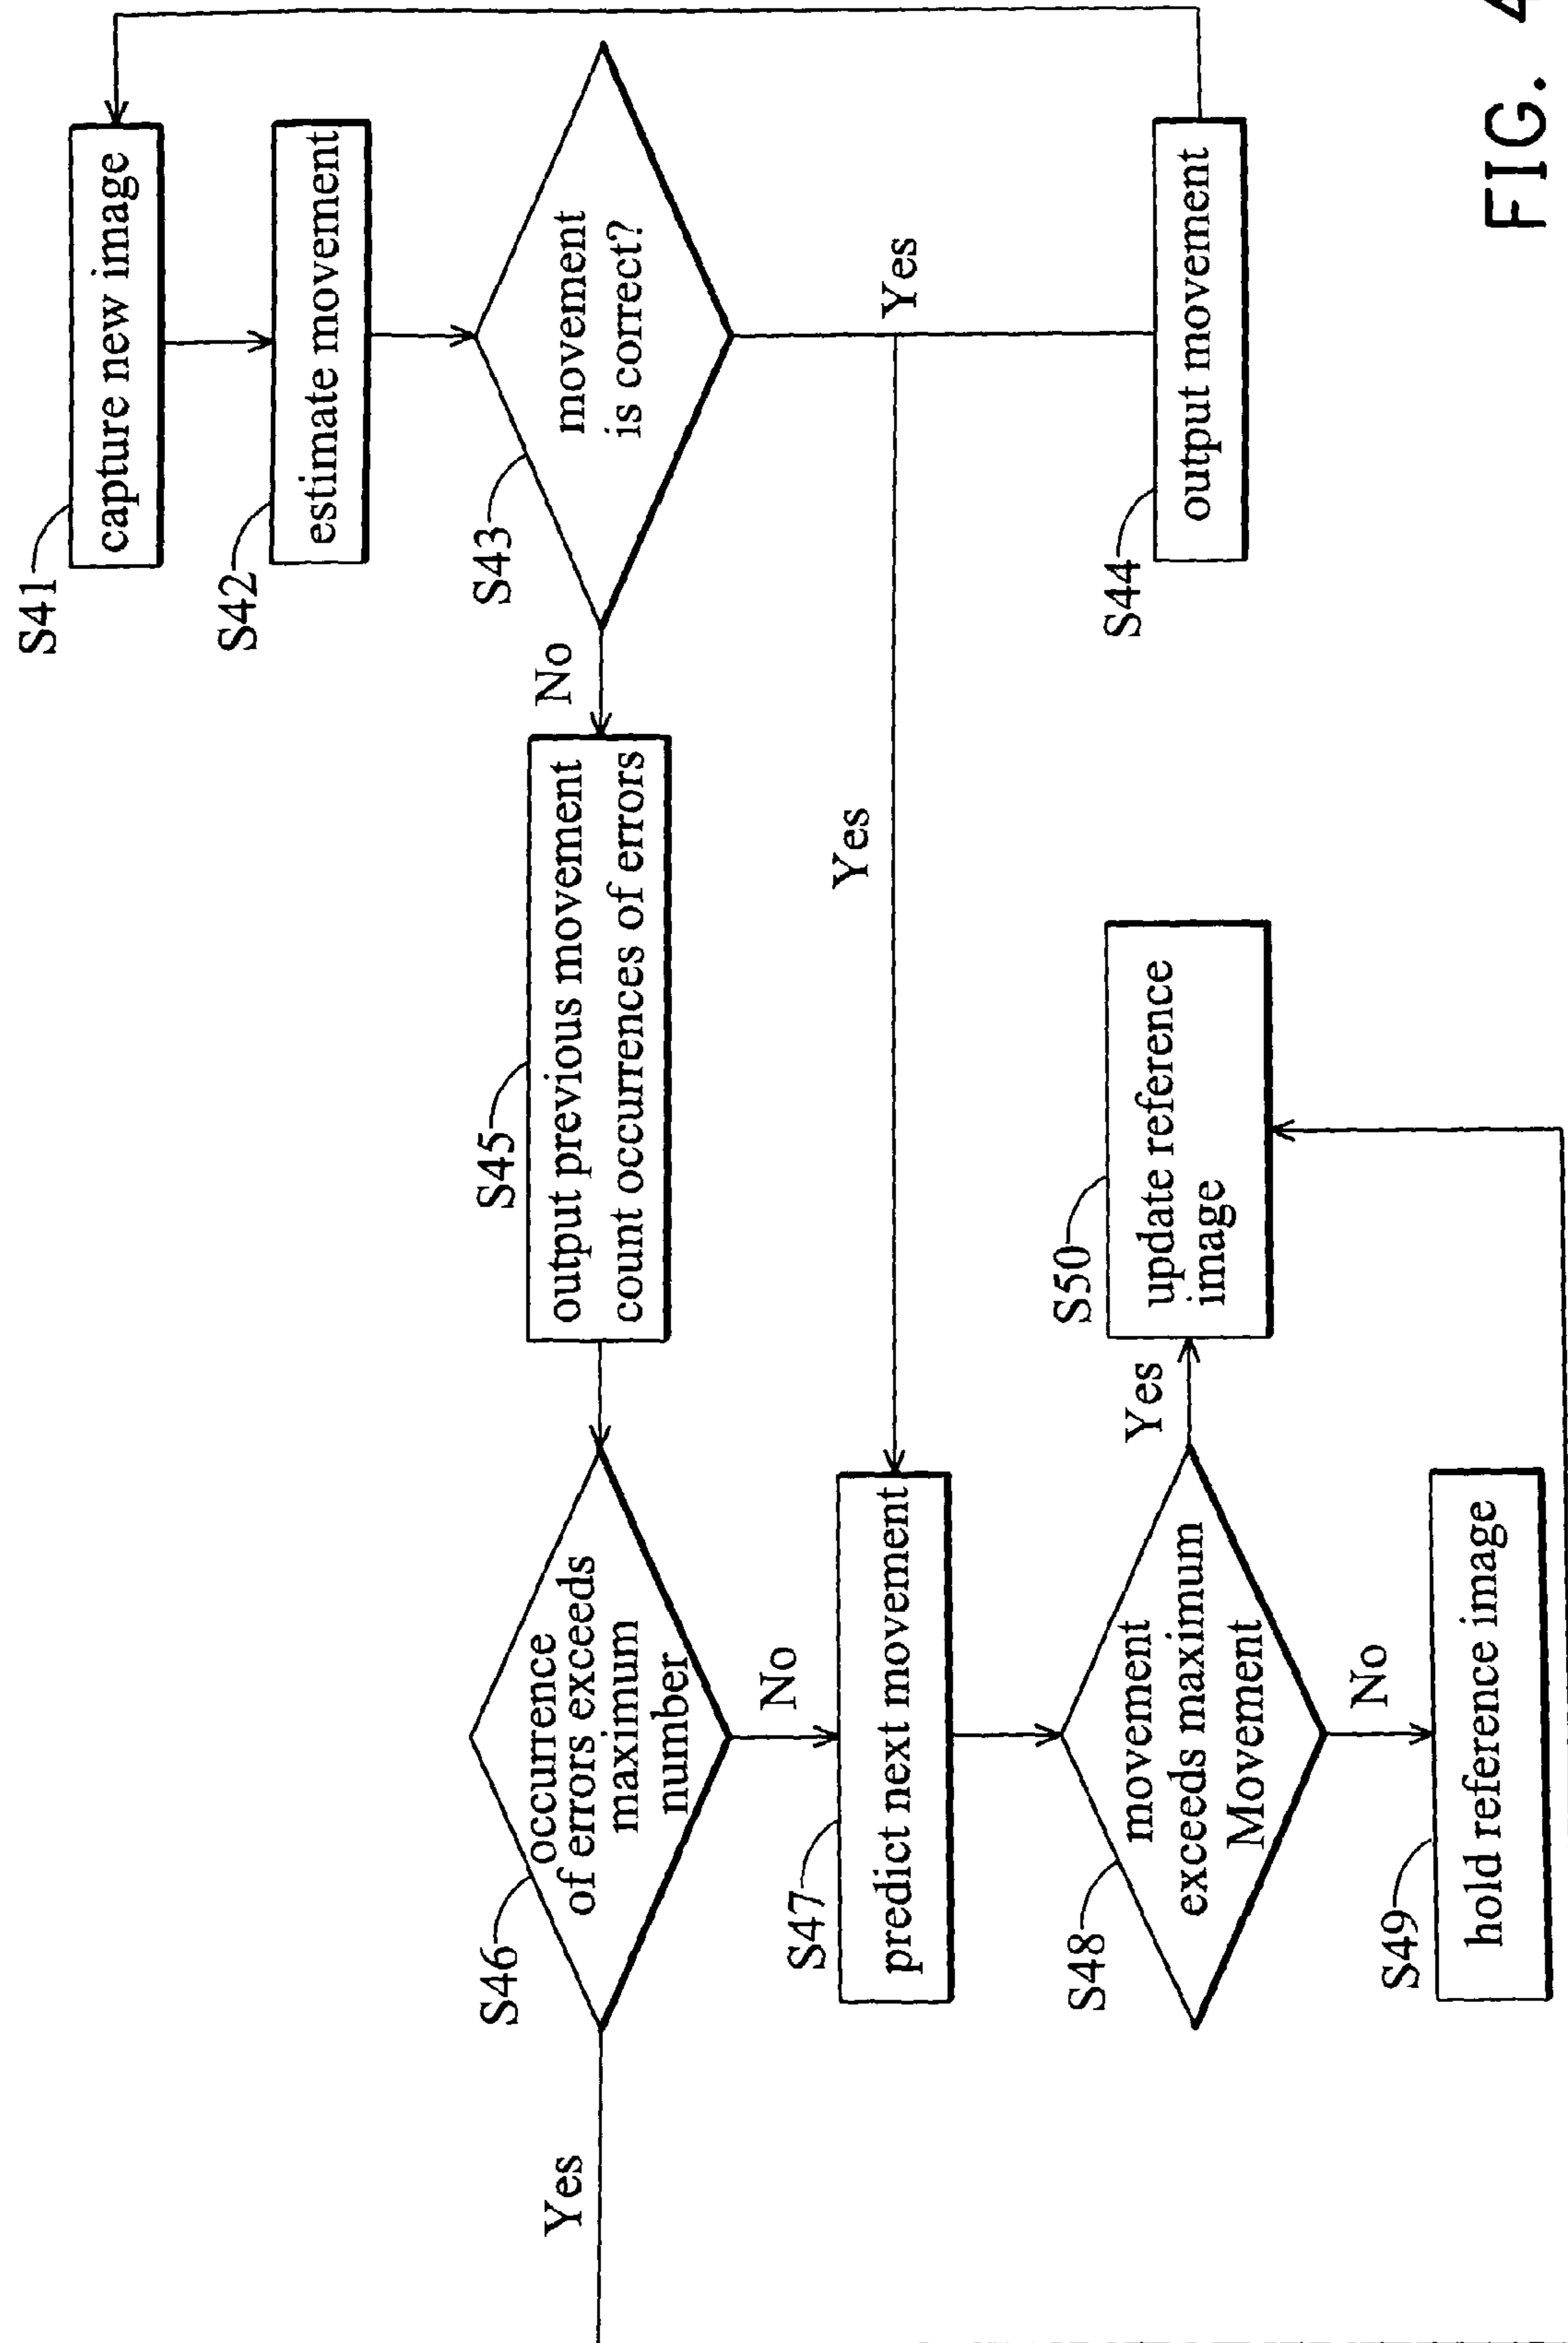 S41
capture new image
S42
estimate movement
S43
movement
is correct?
No
Yes
S44
output movement
S45
output previous movement
count occurrences of errors
Yes
S46
occurrence
of errors exceeds
maximum
number
Yes
No
S47
predict next movement
S48
movement
exceeds maximum
Movement
Yes
No
S50
update reference
image
S49
hold reference image
FIG. 4